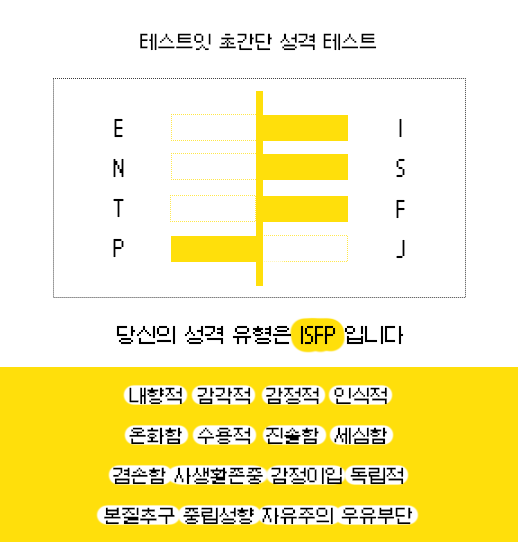 테스트잇 초간단 성격 테스트
E I
N S
T F
P J
당신의 성격 유형은 ISFP 입니다
내향적 감각적 감정적 인식적
온화함 수용적 진솔함 세심함
겸손함 사생활존중 감정이입 독립적
본질추구 중립성향 자유주의 우유부단